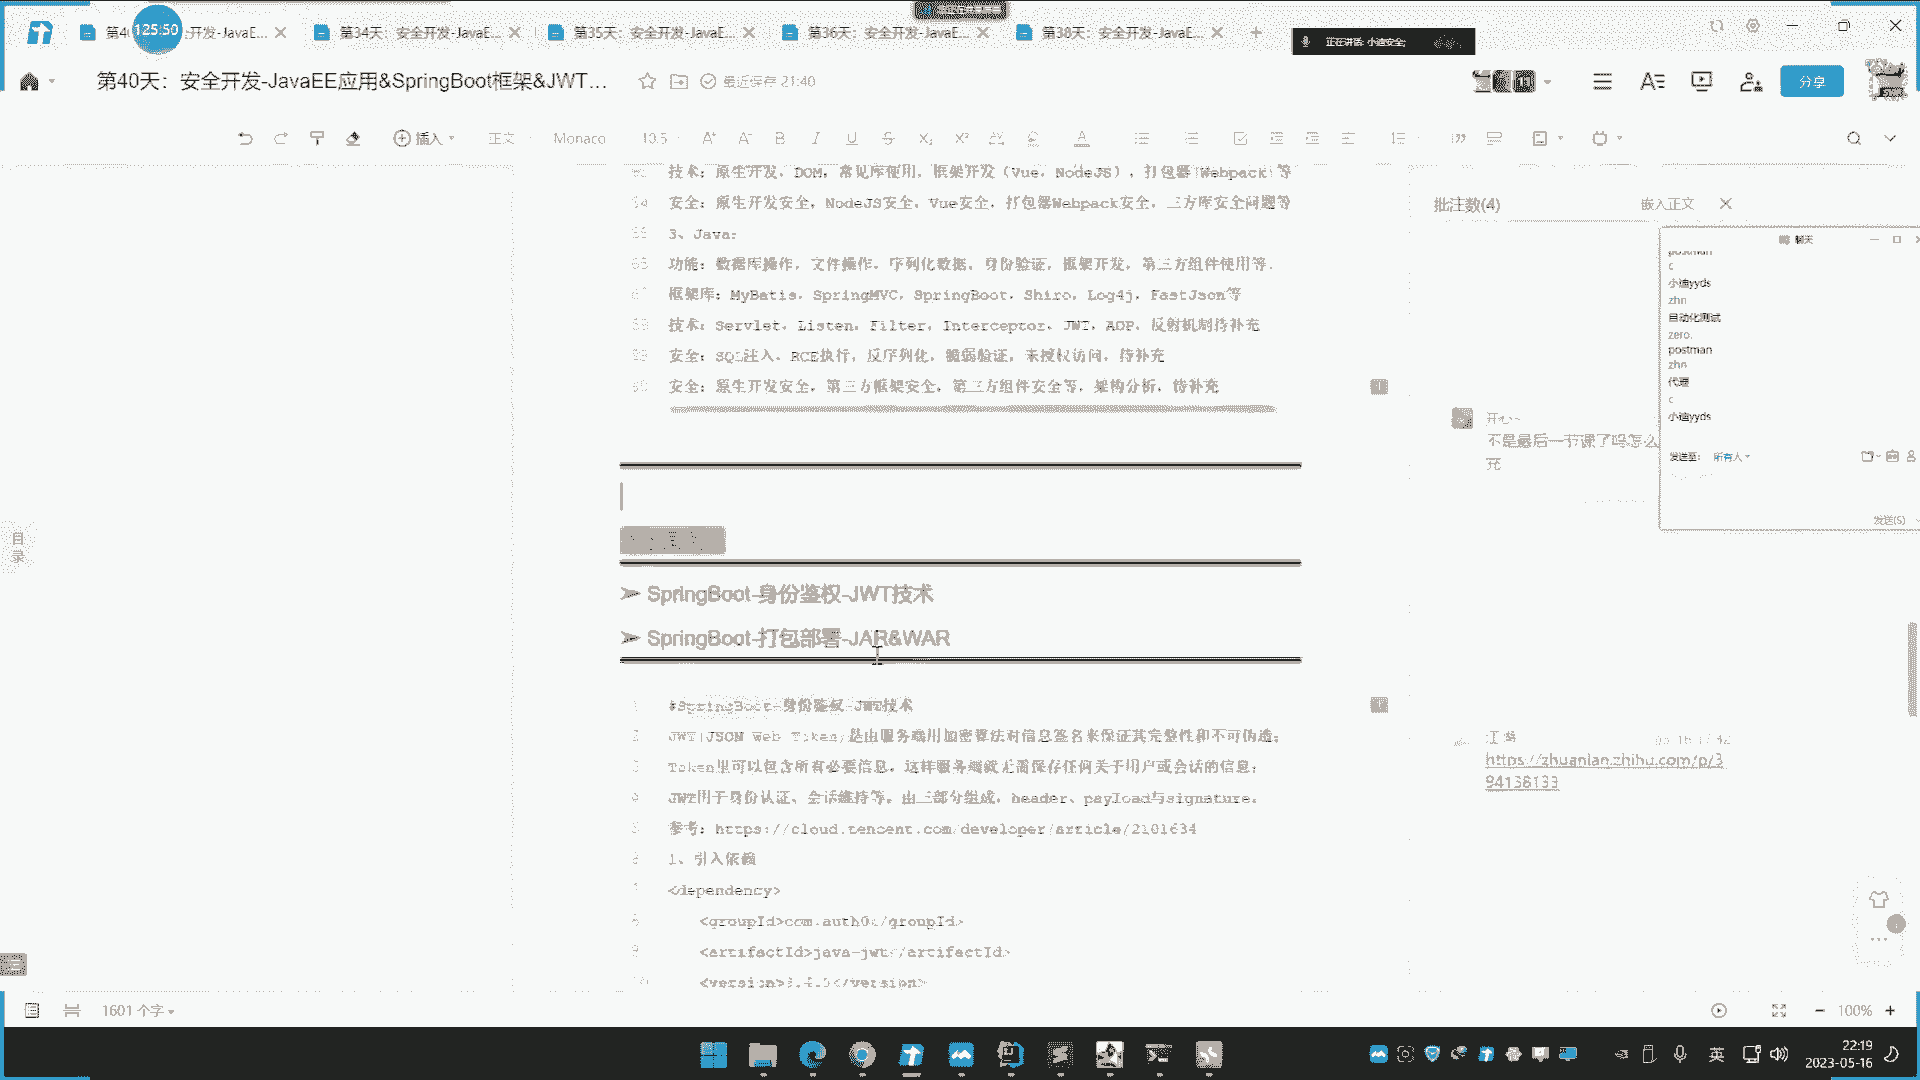 125:50
第34天：安全开发-JavaE...
第35天：安全开发-JavaE...
第36天：安全开发-JavaE...
第38天：安全开发-JavaE...
正在讲话: 小迪安全;
第40天：安全开发-JavaEE应用&SpringBoot框架&JWT...
最近保存 21:40
分享
插入
正文
Monaco
10.5
技术：原生开发，DOM，常见库使用，框架开发（Vue，NodeJS）,打包器(Webpack)等
54 安全：原生开发安全，NodeJS安全，Vue安全，打包器Webpack安全，三方库安全问题等
3、Java:
功能：数据库操作，文件操作，序列化数据，身份验证，框架开发，第三方组件使用等.
框架库：MyBatis，SpringMVC，SpringBoot，Shiro，Log4j，FastJson等
技术：Servlet，Listen，Filter，Interceptor，JWT，AOP，反射机制待补充
安全：SQL注入，RCE执行，反序列化，脆弱验证，未授权访问，待补充
安全：原生开发安全，第三方框架安全，第三方组件安全等，架构分析，待补充
➢ SpringBoot-身份鉴权-JWT技术
➢ SpringBoot-打包部署-JAR&WAR
1 #SpringBoot-身份鉴权-JWT技术
2 JWT(JSON Web Token)是由服务端用加密算法对信息签名来保证其完整性和不可伪造;
3 Token里可以包含所有必要信息，这样服务端就无需保存任何关于用户或会话的信息;
4 JWT用于身份认证、会话维持等。由三部分组成，header、payload与signature。
5 参考：https://cloud.tencent.com/developer/article/2101634
6 1、引入依赖
7 <dependency>
8 <groupId>com.auth0</groupId>
9 <artifactId>java-jwt</artifactId>
10 <version>3.4.0</version>
批注数(4)
嵌入正文
开心~
不是最后一节课了吗怎么
充
https://zhuanlan.zhihu.com/p/3
84138133
聊天
postman
c
小迪yyds
zhn
自动化测试
zero.
postman
zhn
代理
c
小迪yyds
发送至：所有人
发送(S)
目录
1601 个字
100%
英
22:19
2023-05-16